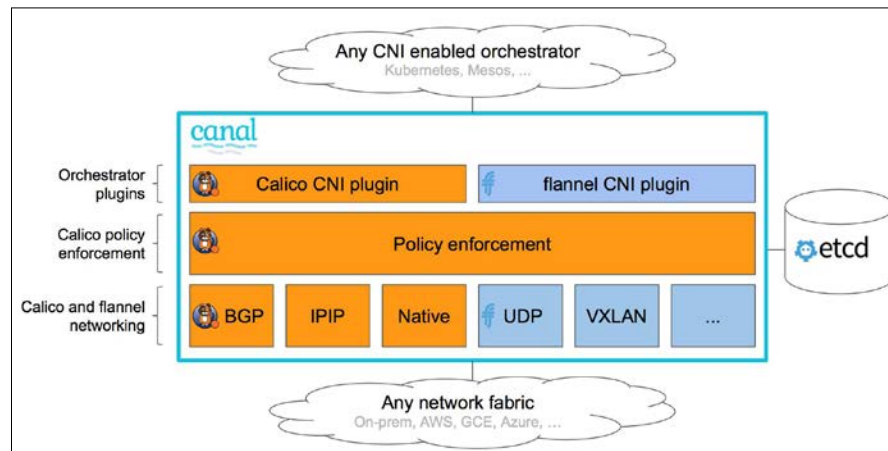 Any CNI enabled orchestrator
Kubernetes, Mesos, ...
canal
Orchestrator
plugins
Calico CNI plugin
flannel CNI plugin
Calico policy
enforcement
Policy enforcement
etcd
Calico and flannel
networking
BGP
IPIP
Native
UDP
VXLAN
...
Any network fabric
On-prem, AWS, GCE, Azure, ...